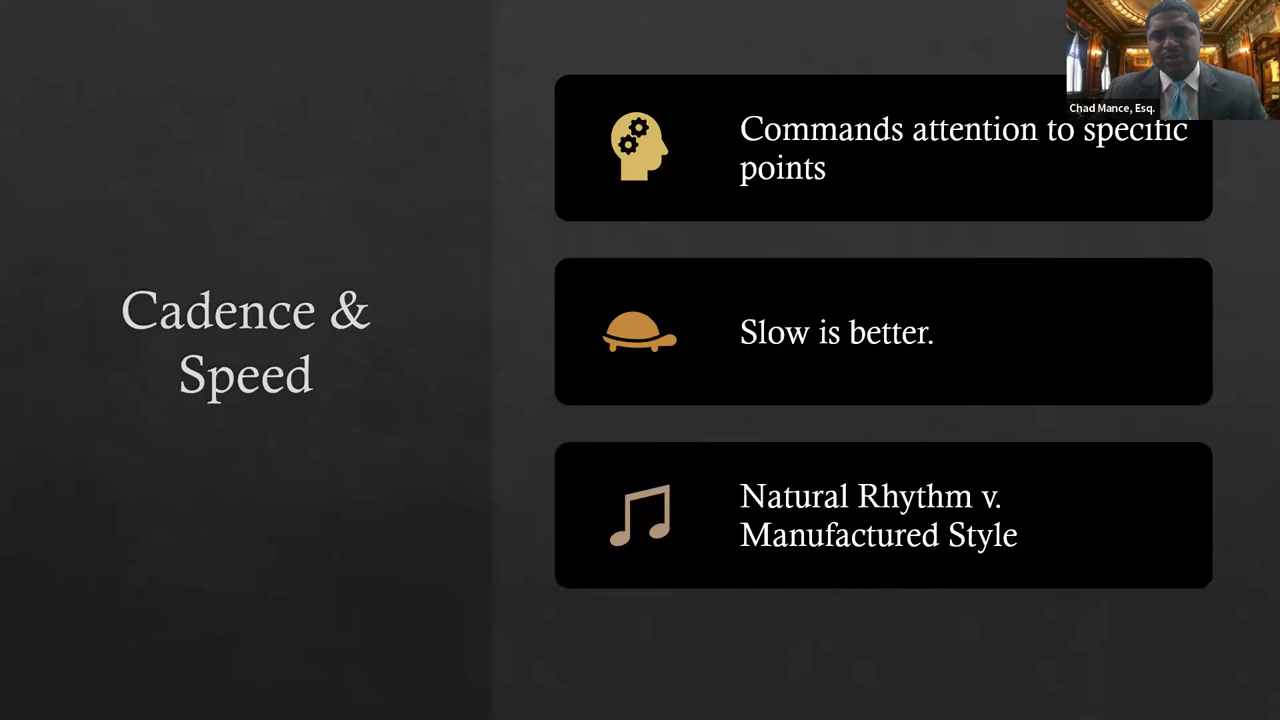 Chad Mance, Esq.
Commands attention to specific
points
Cadence &
Speed
Slow is better.
Natural Rhythm v.
Manufactured Style